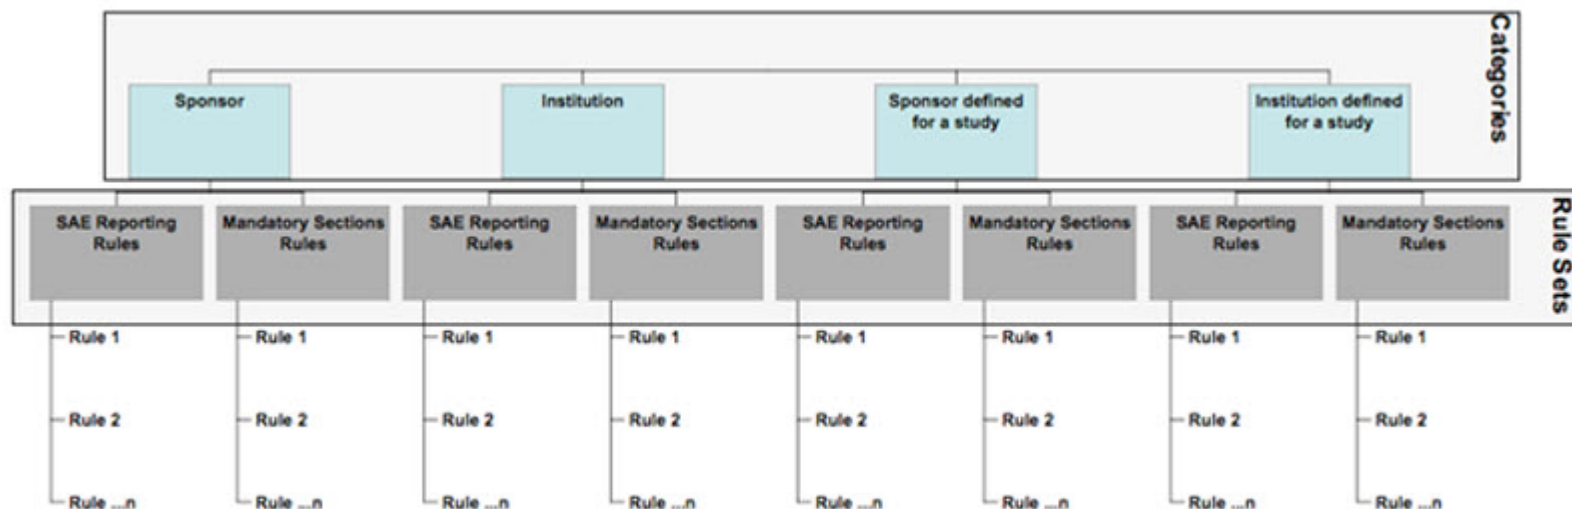 Categories
Sponsor
Institution
Sponsor defined
for a study
Institution defined
for a study
Rule Sets
SAE Reporting
Rules
Mandatory Sections
Rules
SAE Reporting
Rules
Mandatory Sections
Rules
SAE Reporting
Rules
Mandatory Sections
Rules
SAE Reporting
Rules
Mandatory Sections
Rules
Rule 1
Rule 1
Rule 1
Rule 1
Rule 1
Rule 1
Rule 1
Rule 1
Rule 2
Rule 2
Rule 2
Rule 2
Rule 2
Rule 2
Rule 2
Rule 2
Rule ...n
Rule ...n
Rule ...n
Rule ...n
Rule ...n
Rule ...n
Rule ...n
Rule ...n